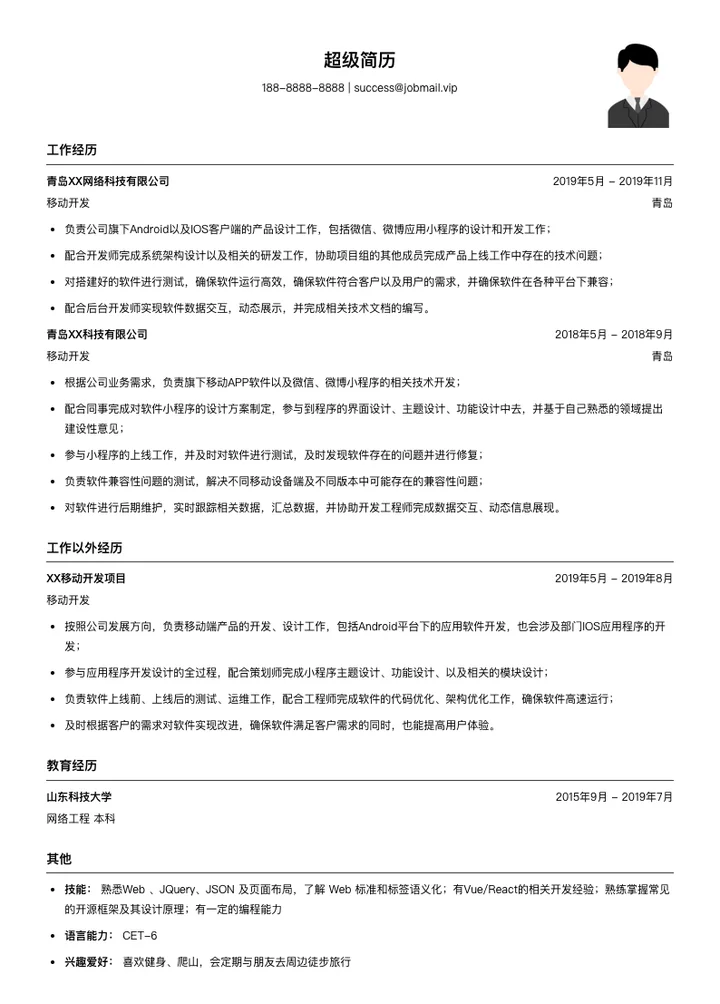 超级简历
188-8888-8888 | success@jobmail.vip
工作经历
青岛XX网络科技有限公司 2019年5月 - 2019年11月
移动开发 青岛
• 负责公司旗下Android以及IOS客户端的产品设计工作，包括微信、微博应用小程序的设计和开发工作；
• 配合开发师完成系统架构设计以及相关的研发工作，协助项目组的其他成员完成产品上线工作中存在的技术问题；
• 对搭建好的软件进行测试，确保软件运行高效，确保软件符合客户以及用户的需求，并确保软件在各种平台下兼容；
• 配合后台开发师实现软件数据交互，动态展示，并完成相关技术文档的编写。
青岛XX科技有限公司 2018年5月 - 2018年9月
移动开发 青岛
• 根据公司业务需求，负责旗下移动APP软件以及微信、微博小程序的相关技术开发；
• 配合同事完成对软件小程序的设计方案制定，参与到程序的界面设计、主题设计、功能设计中去，并基于自己熟悉的领域提出
建设性意见；
• 参与小程序的上线工作，并及时对软件进行测试，及时发现软件存在的问题并进行修复；
• 负责软件兼容性问题的测试，解决不同移动设备端及不同版本中可能存在的兼容性问题；
• 对软件进行后期维护，实时跟踪相关数据，汇总数据，并协助开发工程师完成数据交互、动态信息展现。
工作以外经历
XX移动开发项目 2019年5月 - 2019年8月
移动开发
• 按照公司发展方向，负责移动端产品的开发、设计工作，包括Android平台下的应用软件开发，也会涉及部门IOS应用程序的开
发；
• 参与应用程序开发设计的全过程，配合策划师完成小程序主题设计、功能设计、以及相关的模块设计；
• 负责软件上线前、上线后的测试、运维工作，配合工程师完成软件的代码优化、架构优化工作，确保软件高速运行；
• 及时根据客户的需求对软件实现改进，确保软件满足客户需求的同时，也能提高用户体验。
教育经历
山东科技大学 2015年9月 - 2019年7月
网络工程 本科
其他
• 技能： 熟悉Web 、JQuery、JSON 及页面布局，了解 Web 标准和标签语义化；有Vue/React的相关开发经验；熟练掌握常见
的开源框架及其设计原理；有一定的编程能力
• 语言能力： CET-6
• 兴趣爱好： 喜欢健身、爬山，会定期与朋友去周边徒步旅行